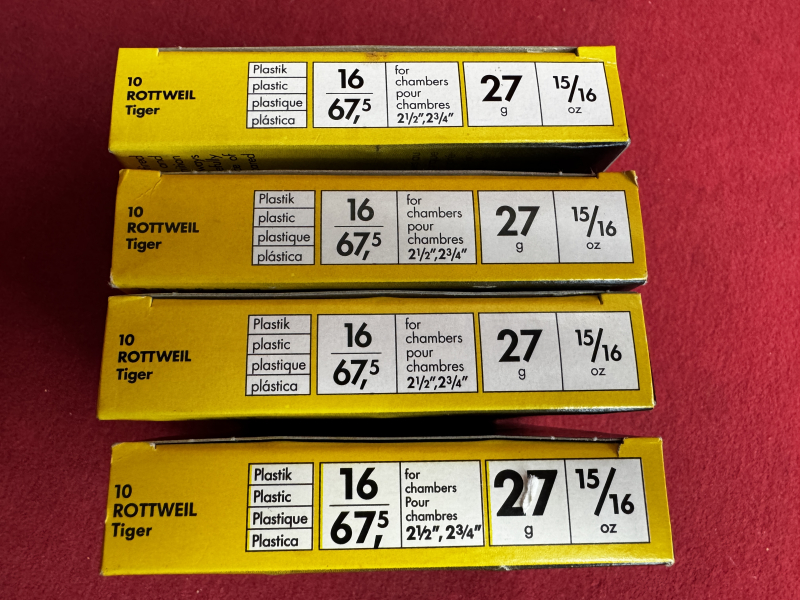 10
ROTTWEIL
Tiger
Plastik
plastic
plastique
plástica
16
67,5
for
chambers
pour
chambres
2½", 2¾"
27
g
15/16
oz
10
ROTTWEIL
Tiger
Plastik
plastic
plastique
plástica
16
67,5
for
chambers
pour
chambres
2½", 2¾"
27
g
15/16
oz
10
ROTTWEIL
Tiger
Plastik
plastic
plastique
plástica
16
67,5
for
chambers
pour
chambres
2½", 2¾"
27
g
15/16
oz
10
ROTTWEIL
Tiger
Plastik
Plastic
Plastique
Plastica
16
67,5
for
chambers
Pour
chambres
2½", 2¾"
27
g
15/16
oz